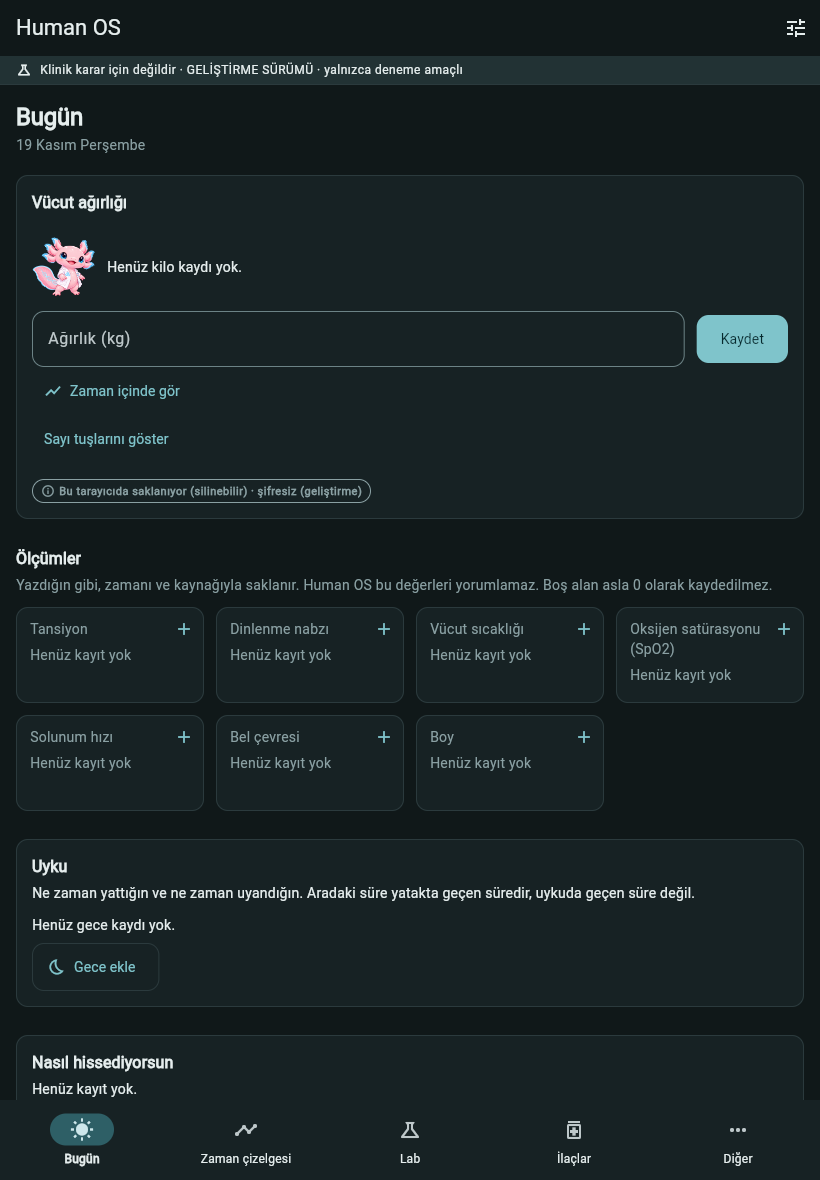 Human OS
Klinik karar için değildir · GELİŞTİRME SÜRÜMÜ · yalnızca deneme amaçlı
Bugün
19 Kasım Perşembe
Vücut ağırlığı
Henüz kilo kaydı yok.
Ağırlık (kg)
Kaydet
Zaman içinde gör
Sayı tuşlarını göster
Bu tarayıcıda saklanıyor (silinebilir) · şifresiz (geliştirme)
Ölçümler
Yazdığın gibi, zamanı ve kaynağıyla saklanır. Human OS bu değerleri yorumlamaz. Boş alan asla 0 olarak kaydedilmez.
Tansiyon
Henüz kayıt yok
Dinlenme nabzı
Henüz kayıt yok
Vücut sıcaklığı
Henüz kayıt yok
Oksijen satürasyonu
(SpO2)
Henüz kayıt yok
Solunum hızı
Henüz kayıt yok
Bel çevresi
Henüz kayıt yok
Boy
Henüz kayıt yok
Uyku
Ne zaman yattığın ve ne zaman uyandığın. Aradaki süre yatakta geçen süredir, uykuda geçen süre değil.
Henüz gece kaydı yok.
Gece ekle
Nasıl hissediyorsun
Henüz kayıt yok.
Bugün
Zaman çizelgesi
Lab
İlaçlar
Diğer